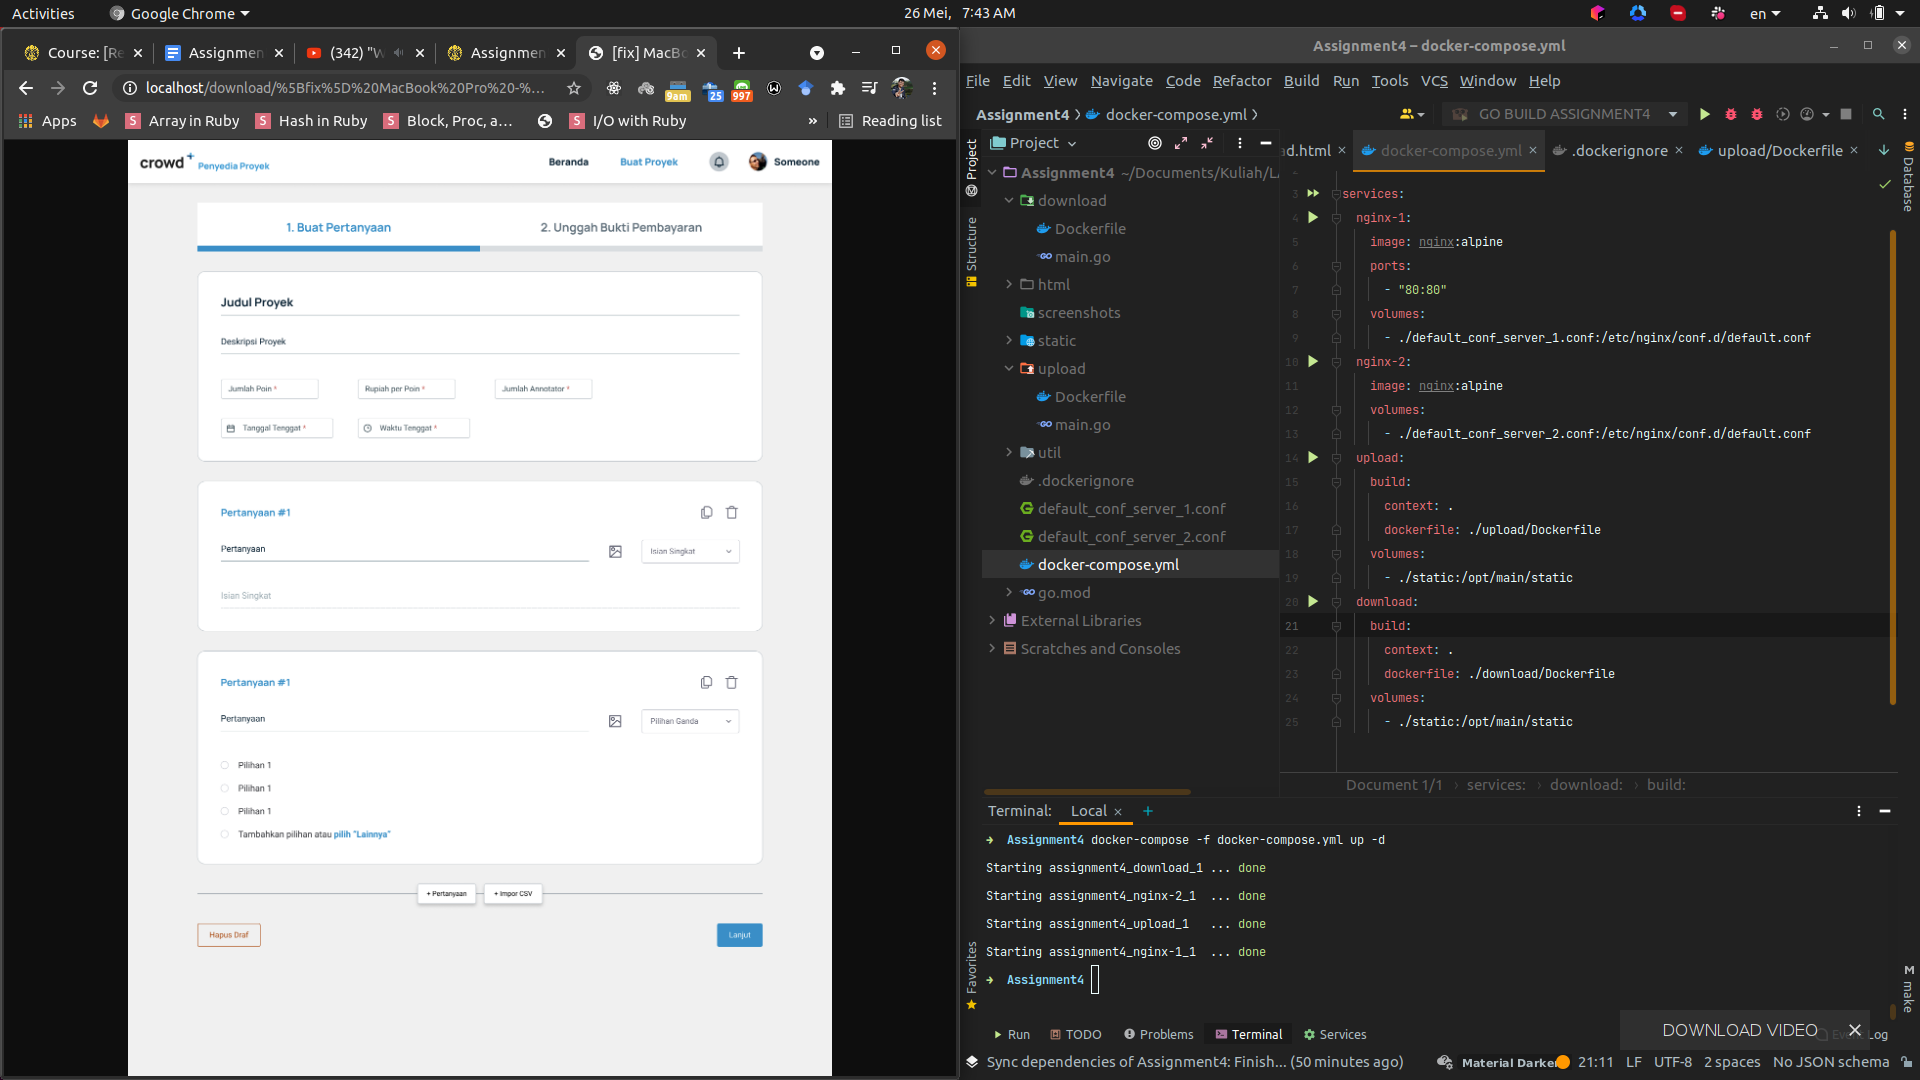 Activities
Google Chrome
26 Mei, 7:43 AM
en
Course: [Re
Assignmen
(342) "W
Assignmen
[fix] MacBo
localhost/download/%5Bfix%5D%20MacBook%20Pro%20-%...
9am
25
997
Apps
Array in Ruby
Hash in Ruby
Block, Proc, a...
I/O with Ruby
»
Reading list
crowd+
Penyedia Proyek
Beranda
Buat Proyek
Someone
1. Buat Pertanyaan
2. Unggah Bukti Pembayaran
Judul Proyek
Deskripsi Proyek
Jumlah Poin *
Rupiah per Poin *
Jumlah Annotator *
Tanggal Tenggat *
Waktu Tenggat *
Pertanyaan #1
Pertanyaan
Isian Singkat
Isian Singkat
Pertanyaan #1
Pertanyaan
Pilihan Ganda
Pilihan 1
Pilihan 1
Pilihan 1
Tambahkan pilihan atau pilih "Lainnya"
+ Pertanyaan
+ Impor CSV
Hapus Draf
Lanjut
Assignment4 – docker-compose.yml
File Edit View Navigate Code Refactor Build Run Tools VCS Window Help
Assignment4
docker-compose.yml
GO BUILD ASSIGNMENT4
Project
Structure
Favorites
Database
make
Project
Assignment4 ~/Documents/Kuliah/LA
download
Dockerfile
main.go
html
screenshots
static
upload
Dockerfile
main.go
util
.dockerignore
default_conf_server_1.conf
default_conf_server_2.conf
docker-compose.yml
go.mod
External Libraries
Scratches and Consoles
ad.html
docker-compose.yml
.dockerignore
upload/Dockerfile
3 services:
4 nginx-1:
5 image: nginx:alpine
6 ports:
7 - "80:80"
8 volumes:
9 - ./default_conf_server_1.conf:/etc/nginx/conf.d/default.conf
10 nginx-2:
11 image: nginx:alpine
12 volumes:
13 - ./default_conf_server_2.conf:/etc/nginx/conf.d/default.conf
14 upload:
15 build:
16 context: .
17 dockerfile: ./upload/Dockerfile
18 volumes:
19 - ./static:/opt/main/static
20 download:
21 build:
22 context: .
23 dockerfile: ./download/Dockerfile
24 volumes:
25 - ./static:/opt/main/static
Document 1/1 › services: › download: › build:
Terminal: Local × +
➜ Assignment4 docker-compose -f docker-compose.yml up -d
Starting assignment4_download_1 ... done
Starting assignment4_nginx-2_1 ... done
Starting assignment4_upload_1 ... done
Starting assignment4_nginx-1_1 ... done
➜ Assignment4
Run
TODO
Problems
Terminal
Services
DOWNLOAD VIDEO
Event Log
Sync dependencies of Assignment4: Finish... (50 minutes ago)
Material Darker
21:11 LF UTF-8 2 spaces No JSON schema